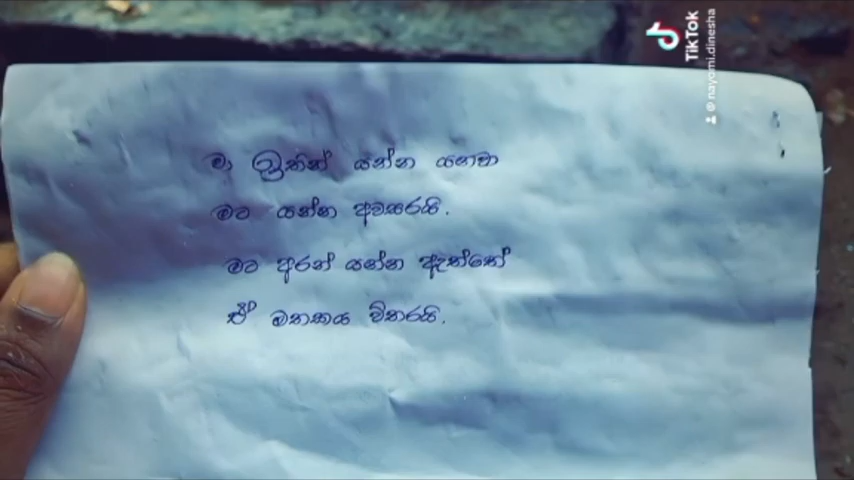 මා ඉතින් යන්න යනවා
මට යන්න අවසරයි.
මට අරන් යන්න ඇත්තේ
ඒ මතකය විතරයි.
TikTok
@nayomi.dinesha